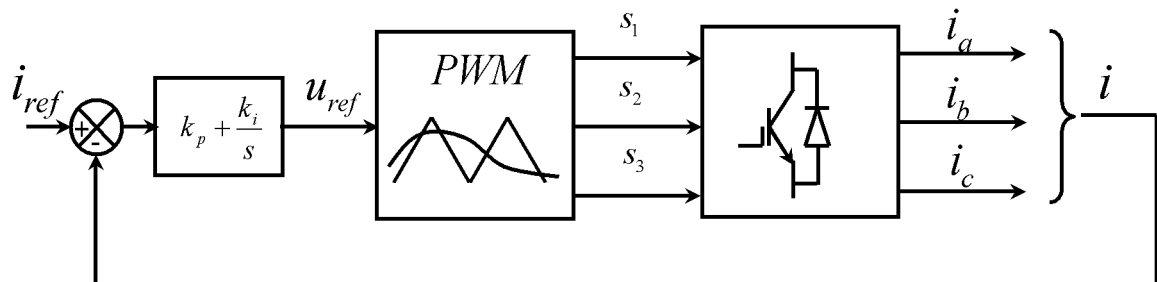 i_ref
+
-
k_p + k_i/s
u_ref
PWM
s_1
s_2
s_3
i_a
i_b
i_c
i